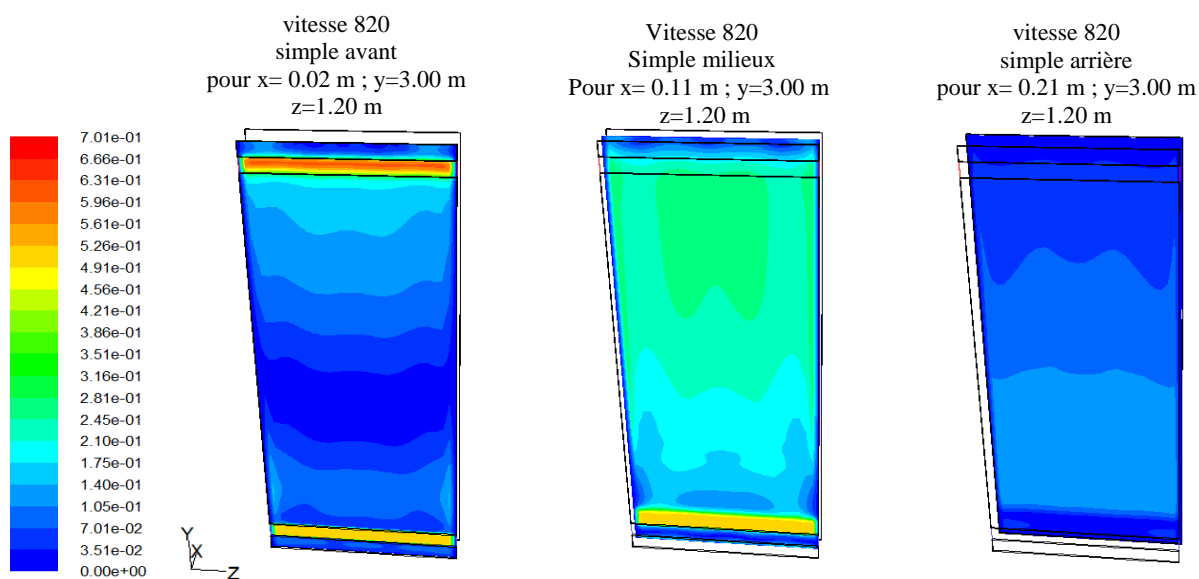 vitesse 820
simple avant
pour x= 0.02 m ; y=3.00 m
z=1.20 m
Vitesse 820
Simple milieux
Pour x= 0.11 m ; y=3.00 m
z=1.20 m
vitesse 820
simple arrière
pour x= 0.21 m ; y=3.00 m
z=1.20 m
7.01e-01
6.66e-01
6.31e-01
5.96e-01
5.61e-01
5.26e-01
4.91e-01
4.56e-01
4.21e-01
3.86e-01
3.51e-01
3.16e-01
2.81e-01
2.45e-01
2.10e-01
1.75e-01
1.40e-01
1.05e-01
7.01e-02
3.51e-02
0.00e+00
Y
X
Z